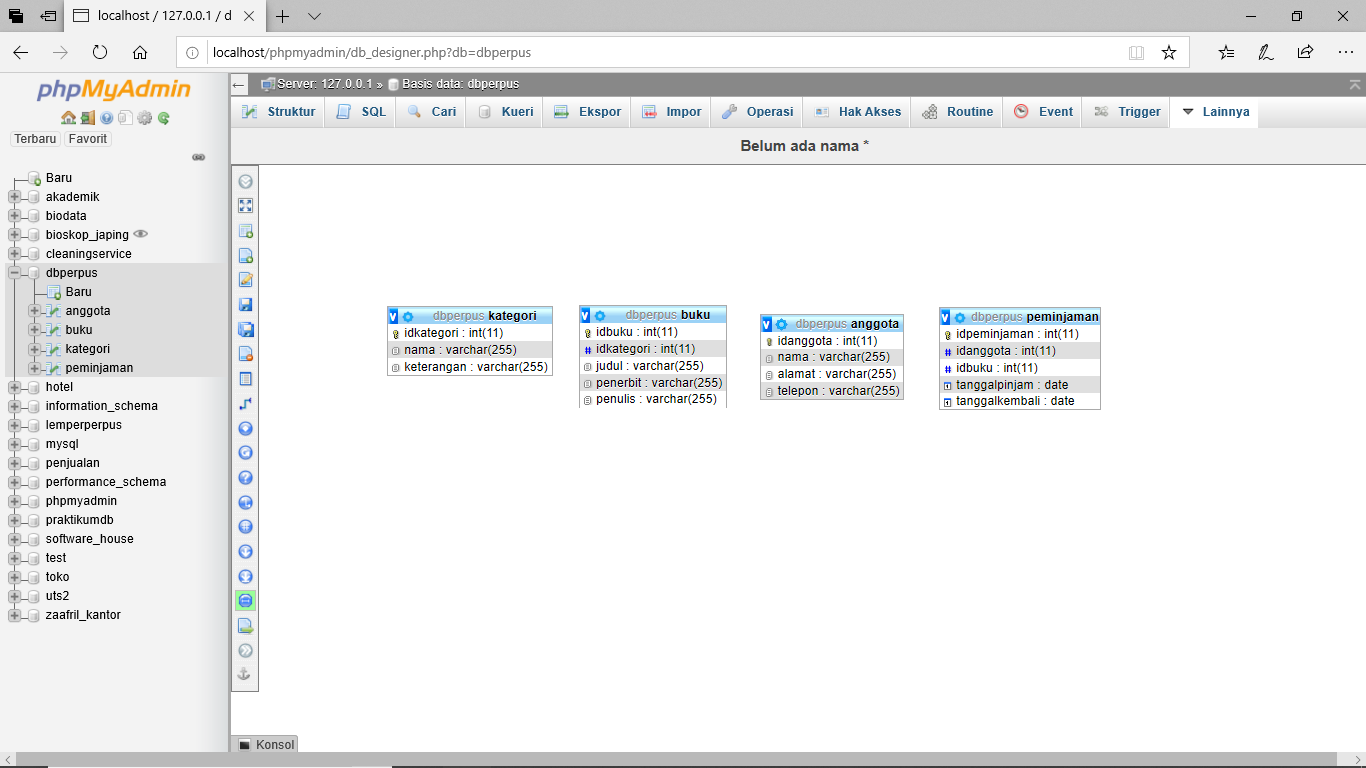 localhost / 127.0.0.1 / d
localhost/phpmyadmin/db_designer.php?db=dbperpus
phpMyAdmin
Terbaru Favorit
Baru
akademik
biodata
bioskop_japing
cleaningservice
dbperpus
Baru
anggota
buku
kategori
peminjaman
hotel
information_schema
lemperperpus
mysql
penjualan
performance_schema
phpmyadmin
praktikumdb
software_house
test
toko
uts2
zaafril_kantor
Server: 127.0.0.1 » Basis data: dbperpus
Struktur SQL Cari Kueri Ekspor Impor Operasi Hak Akses Routine Event Trigger Lainnya
Belum ada nama *
dbperpus kategori
idkategori : int(11)
nama : varchar(255)
keterangan : varchar(255)
dbperpus buku
idbuku : int(11)
idkategori : int(11)
judul : varchar(255)
penerbit : varchar(255)
penulis : varchar(255)
dbperpus anggota
idanggota : int(11)
nama : varchar(255)
alamat : varchar(255)
telepon : varchar(255)
dbperpus peminjaman
idpeminjaman : int(11)
idanggota : int(11)
idbuku : int(11)
tanggalpinjam : date
tanggalkembali : date
Konsol